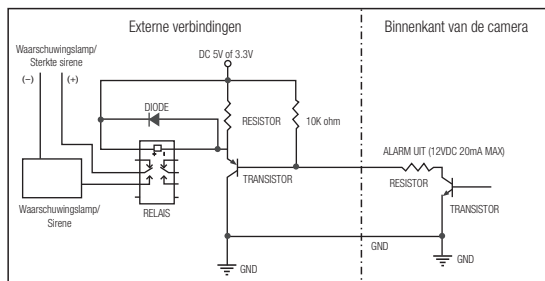 Externe verbindingen
Binnenkant van de camera
Waarschuwingslamp/
Sterkte sirene
(–)
(+)
DC 5V of 3.3V
DIODE
RESISTOR
10K ohm
ALARM UIT (12VDC 20mA MAX)
RESISTOR
TRANSISTOR
TRANSISTOR
Waarschuwingslamp/
Sirene
RELAIS
GND
GND
GND